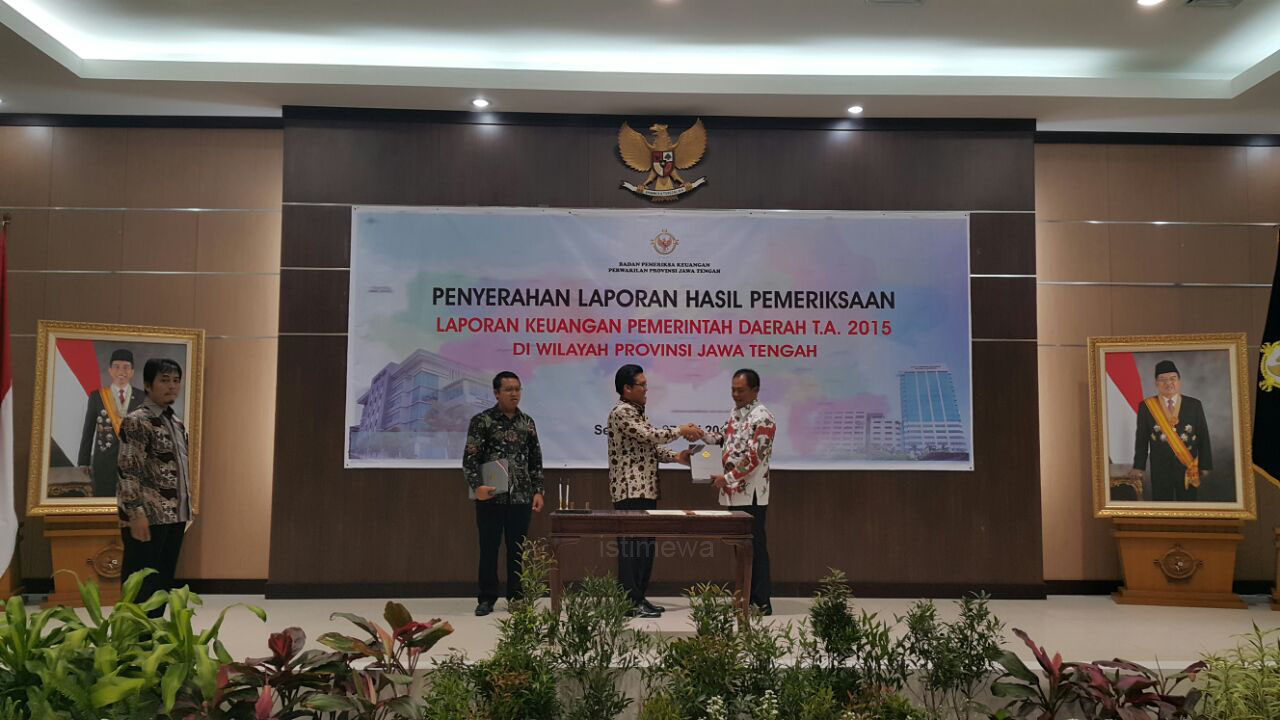 BADAN PEMERIKSA KEUANGAN
PERWAKILAN PROVINSI JAWA TENGAH
PENYERAHAN LAPORAN HASIL PEMERIKSAAN
LAPORAN KEUANGAN PEMERINTAH DAERAH T.A. 2015
DI WILAYAH PROVINSI JAWA TENGAH
istimewa